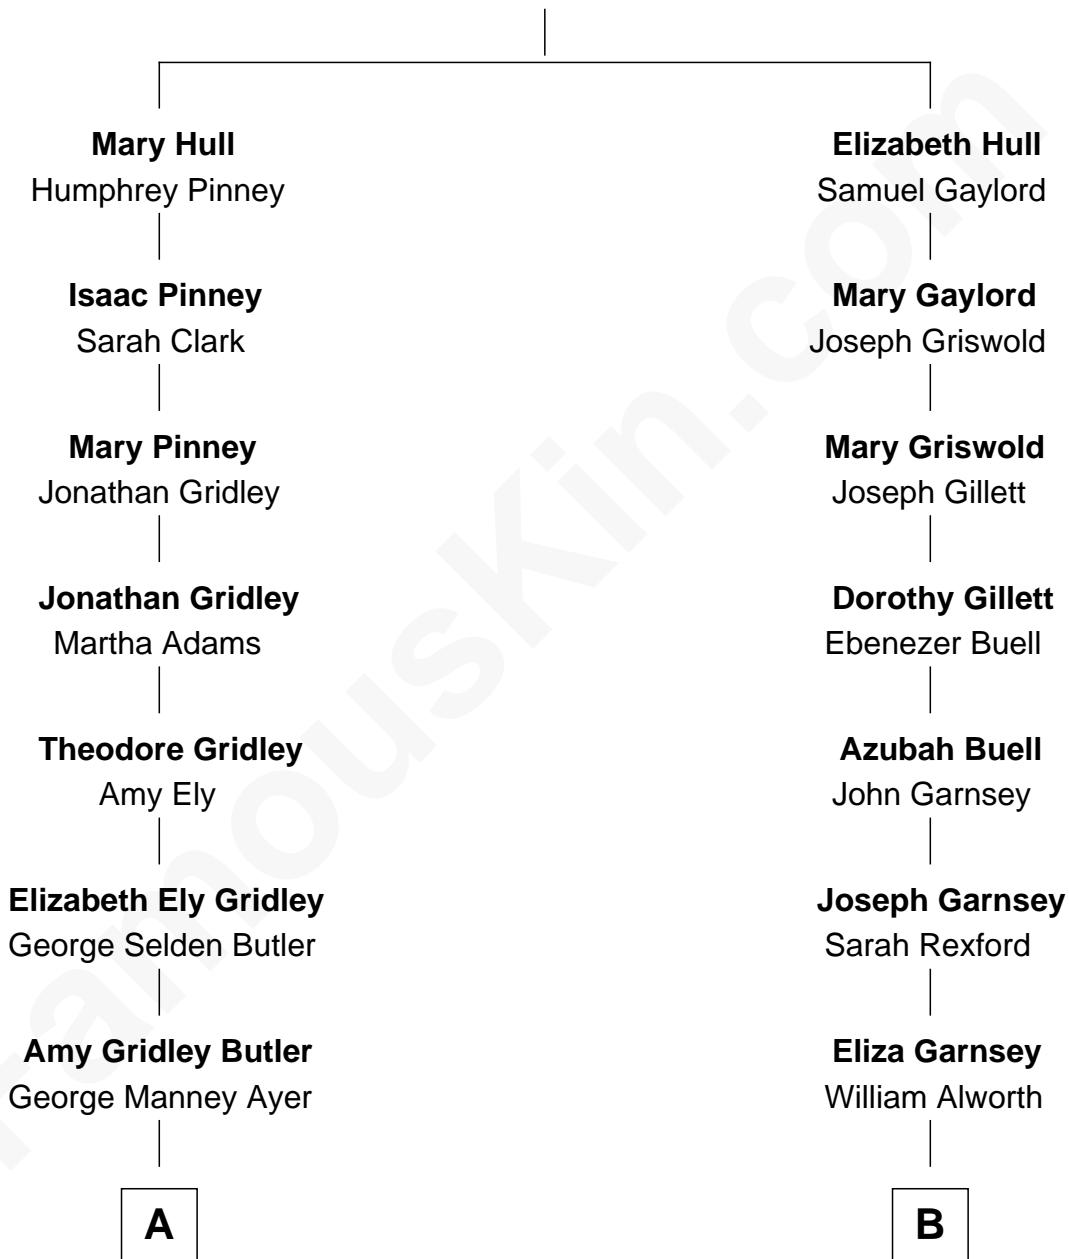 Mary Hull
Humphrey Pinney
Elizabeth Hull
Samuel Gaylord
Isaac Pinney
Sarah Clark
Mary Gaylord
Joseph Griswold
Mary Pinney
Jonathan Gridley
Mary Griswold
Joseph Gillett
Jonathan Gridley
Martha Adams
Dorothy Gillett
Ebenezer Buell
Theodore Gridley
Amy Ely
Azubah Buell
John Garnsey
Elizabeth Ely Gridley
George Selden Butler
Joseph Garnsey
Sarah Rexford
Amy Gridley Butler
George Manney Ayer
Eliza Garnsey
William Alworth
A
B
FamousKin.com